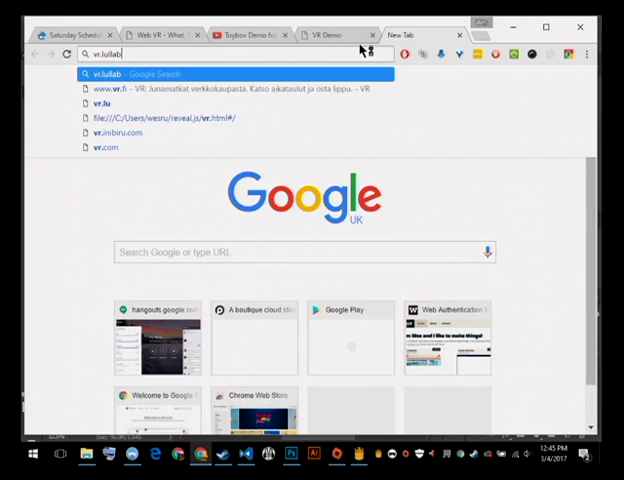 Wes
Saturday Schedul
Web VR - What, V
Toybox Demo for
VR Demo
New Tab
vr.lullab
vr.lullab - Google Search
www.vr.fi - VR: Junamatkat verkkokaupasta. Katso aikataulut ja osta lippu. - VR
vr.lu
file:///C:/Users/wesru/reveal.js/vr.html#/
vr.inibiru.com
vr.com
Google
UK
Search Google or type URL
hangouts.google.com
A boutique cloud sto
Google Play
Web Authentication R
Welcome to Google C
Chrome Web Store
12:45 PM
3/4/2017